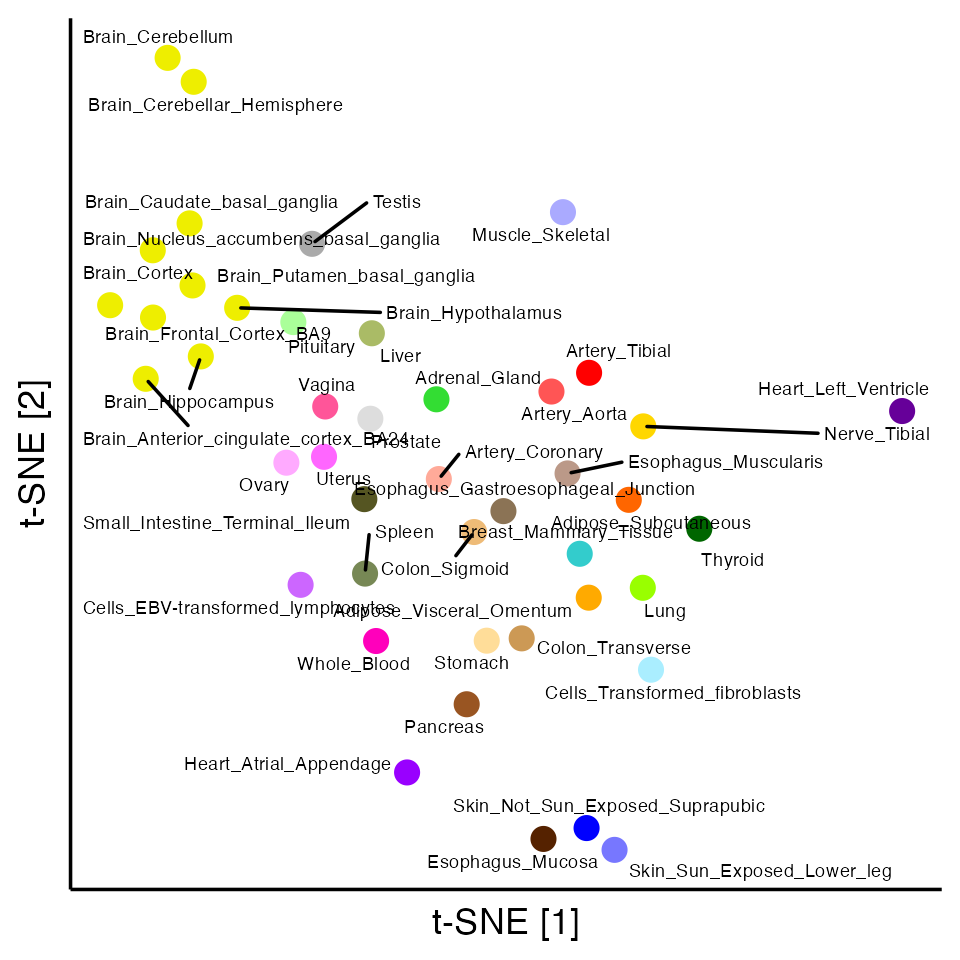 Brain_Cerebellum
Brain_Cerebellar_Hemisphere
Brain_Caudate_basal_ganglia
Testis
Muscle_Skeletal
Brain_Nucleus_accumbens_basal_ganglia
Brain_Cortex
Brain_Putamen_basal_ganglia
Brain_Hypothalamus
Brain_Frontal_Cortex_BA9
Pituitary
Liver
Artery_Tibial
Adrenal_Gland
Vagina
Heart_Left_Ventricle
Brain_Hippocampus
Artery_Aorta
Nerve_Tibial
Brain_Anterior_cingulate_cortex_BA24
Prostate
Artery_Coronary
Esophagus_Muscularis
Ovary
Uterus
Esophagus_Gastroesophageal_Junction
Small_Intestine_Terminal_Ileum
Spleen
Breast_Mammary_Tissue
Adipose_Subcutaneous
Thyroid
Colon_Sigmoid
Cells_EBV-transformed_lymphocytes
Adipose_Visceral_Omentum
Lung
Whole_Blood
Stomach
Colon_Transverse
Cells_Transformed_fibroblasts
Pancreas
Heart_Atrial_Appendage
Skin_Not_Sun_Exposed_Suprapubic
Esophagus_Mucosa
Skin_Sun_Exposed_Lower_leg
t-SNE [2]
t-SNE [1]